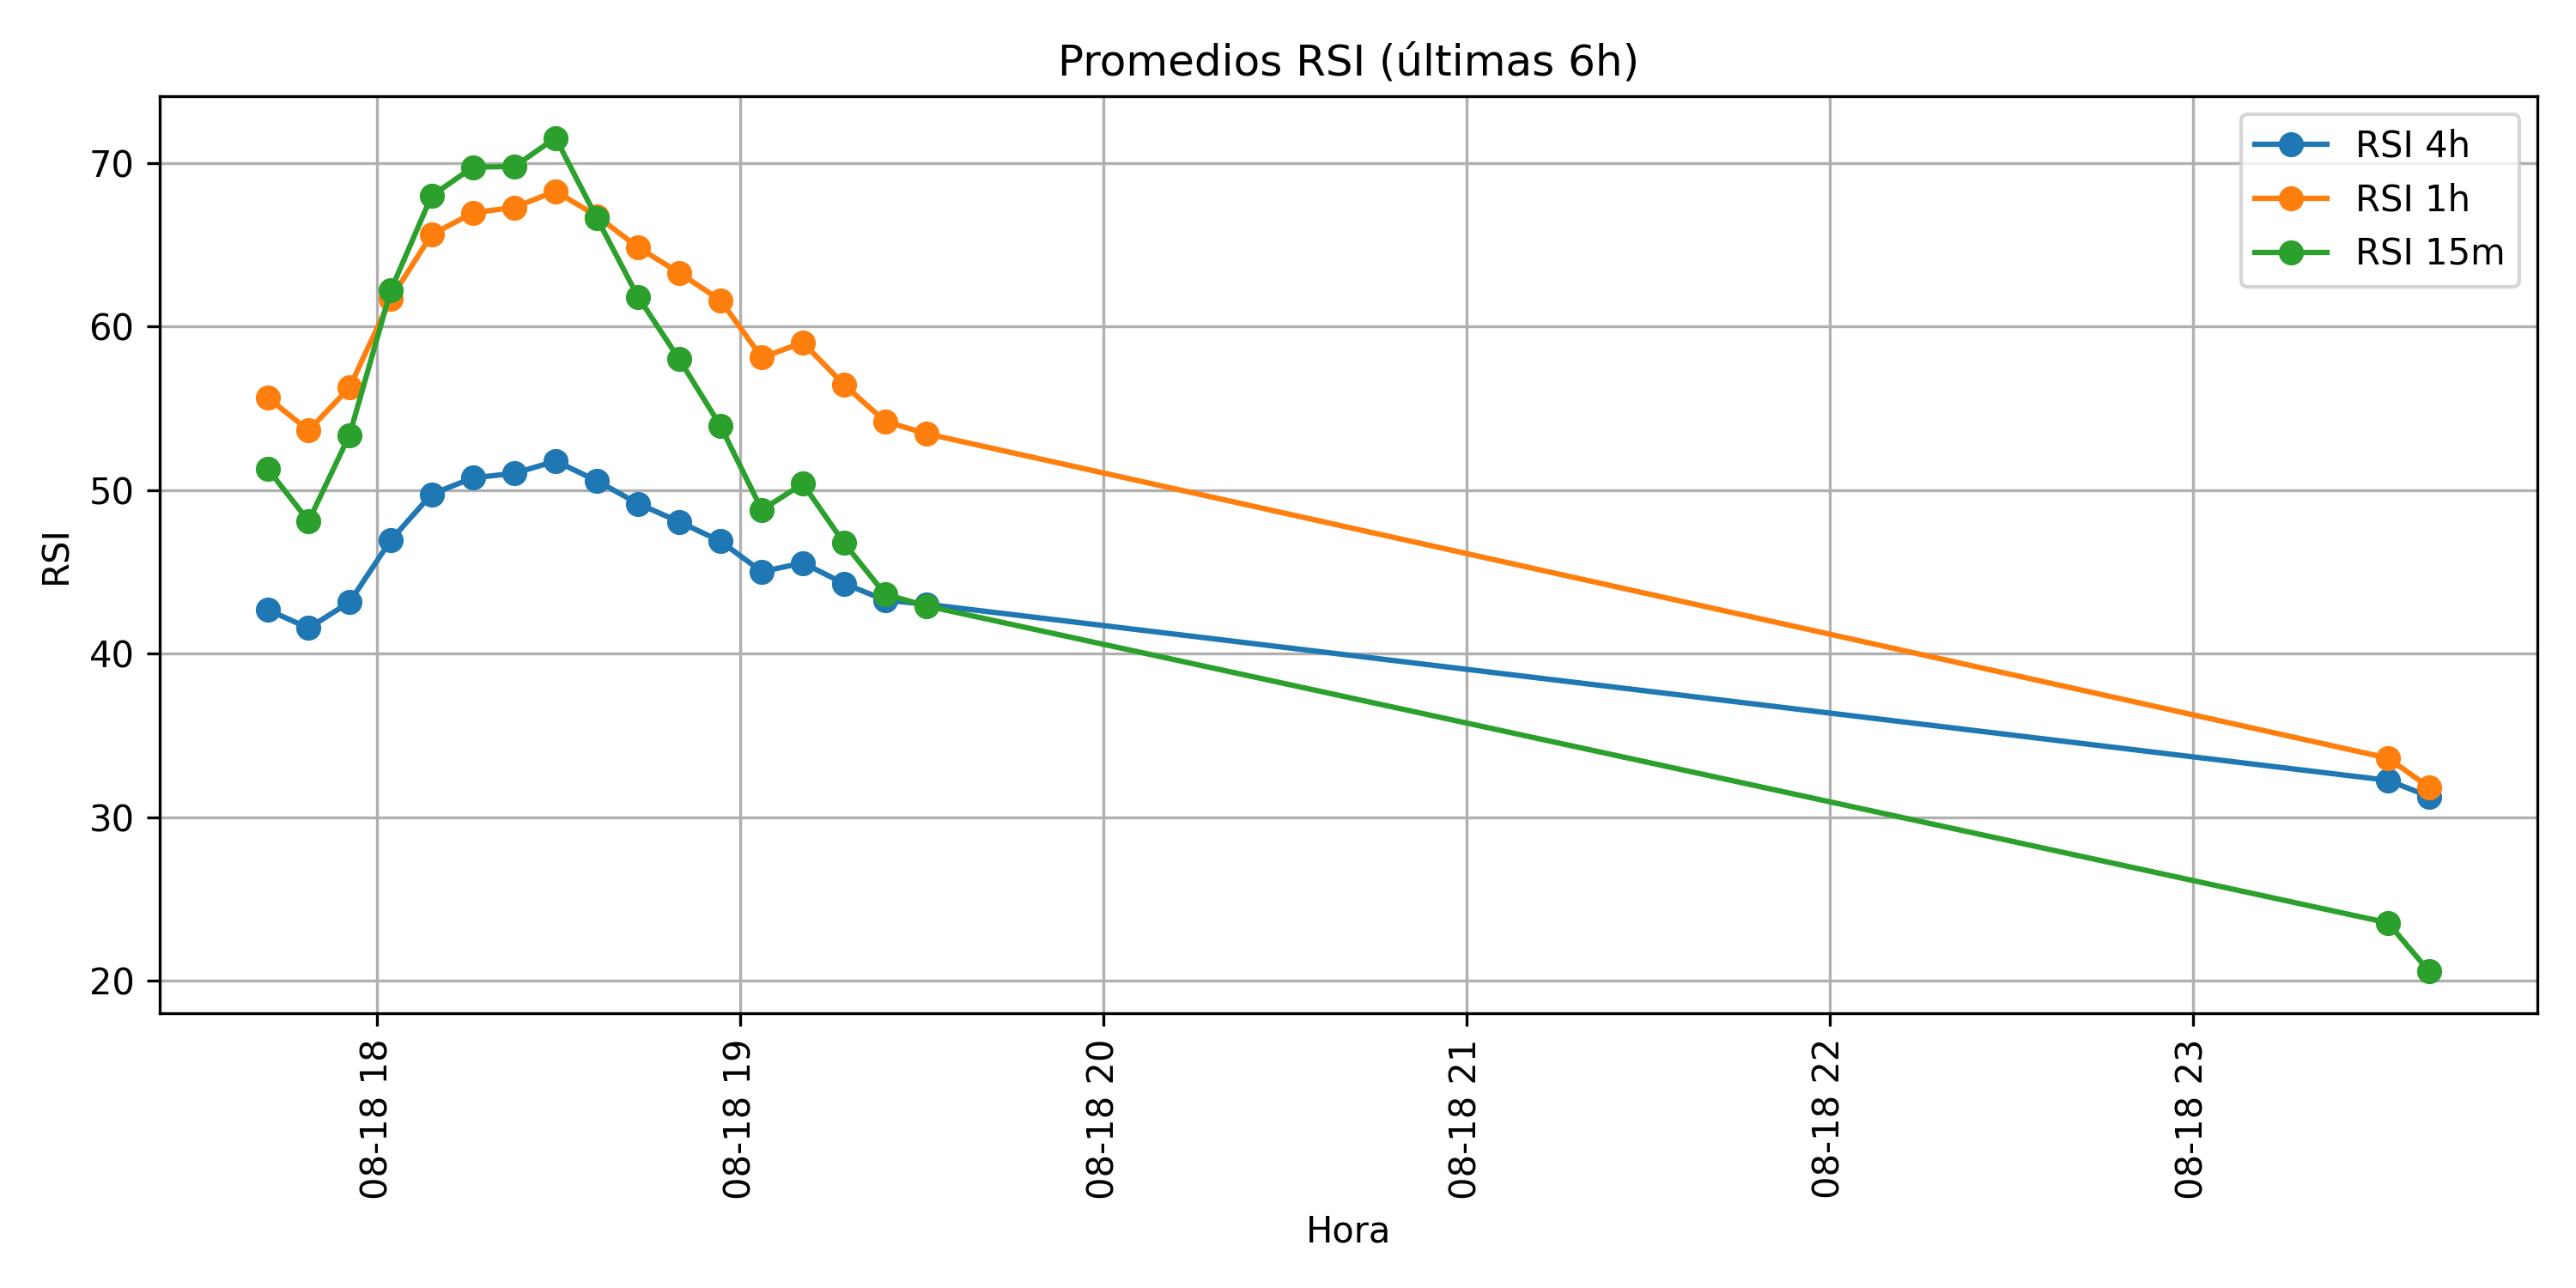 Promedios RSI (últimas 6h)
RSI 4h
RSI 1h
RSI 15m
RSI
70
60
50
40
30
20
08-18 18
08-18 19
08-18 20
08-18 21
08-18 22
08-18 23
Hora